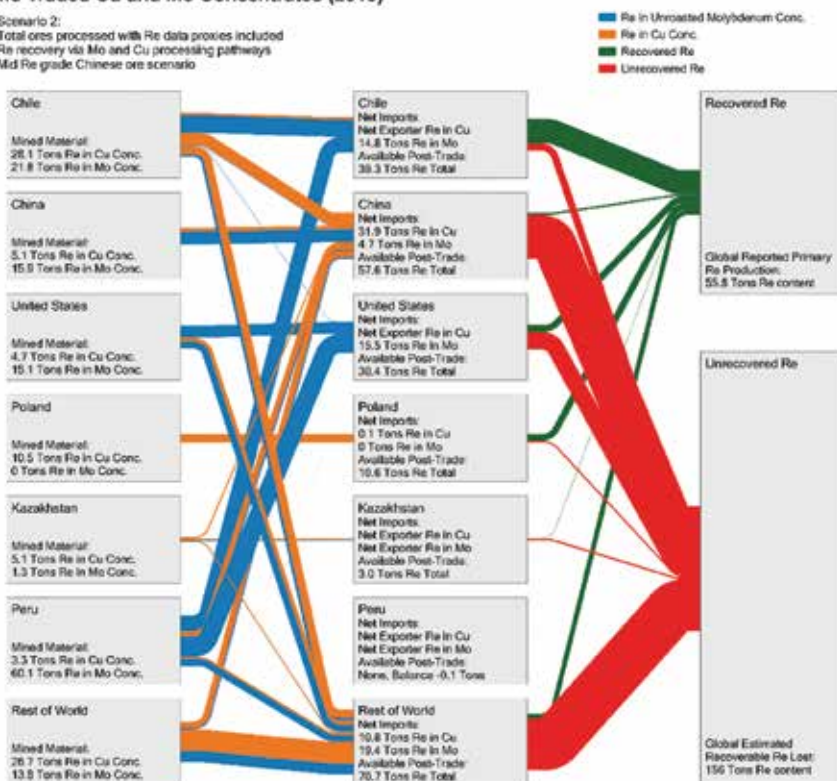 Scenario 2:
Total ores processed with Re data proxies included
Re recovery via Mo and Cu processing pathways
Mid Re grade Chinese ore scenario
Re in Unroasted Molybdenum Conc.
Re in Cu Conc.
Recovered Re
Unrecovered Re
Chile
Mined Material:
21.8 Tons Re in Mo Conc.
China
Mined Material:
5.1 Tons Re in Cu Conc.
15.9 Tons Re in Mo Conc.
United States
Mined Material:
4.7 Tons Re in Cu Conc.
15.1 Tons Re in Mo Conc.
Poland
Mined Material:
10.5 Tons Re in Cu Conc.
0 Tons Re in Mo Conc.
Kazakhstan
Mined Material:
5.1 Tons Re in Cu Conc.
1.3 Tons Re in Mo Conc.
Peru
Mined Material:
3.3 Tons Re in Cu Conc.
60.1 Tons Re in Mo Conc.
Rest of World
Mined Material:
26.7 Tons Re in Cu Conc.
13.5 Tons Re in Mo Conc.
Chile
Net Imports:
Net Exporter Re in Cu
14.8 Tons Re in Mo
Available Post-Trade:
39.3 Tons Re Total
China
Net Imports:
31.9 Tons Re in Cu
4.7 Tons Re in Mo
Available Post-Trade:
57.6 Tons Re Total
United States
Net Imports:
Net Exporter Re in Cu
15.5 Tons Re in Mo
Available Post-Trade:
30.4 Tons Re Total
Poland
Net Imports:
0.1 Tons Re in Cu
0 Tons Re in Mo
Available Post-Trade:
10.6 Tons Re Total
Kazakhstan
Net Imports:
Net Exporter Re in Cu
Net Exporter Re in Mo
Available Post-Trade:
3.0 Tons Re Total
Peru
Net Imports:
Net Exporter Re in Cu
Net Exporter Re in Mo
Available Post-Trade:
None, Balance -0.1 Tons
Rest of World
Net Imports:
10.8 Tons Re in Cu
19.4 Tons Re in Mo
Available Post-Trade:
70.7 Tons Re Total
Recovered Re
Global Reported Primary
Re Production:
55.8 Tons Re content
Unrecovered Re
Global Estimated
Recoverable Re Lost:
156 Tons Re content